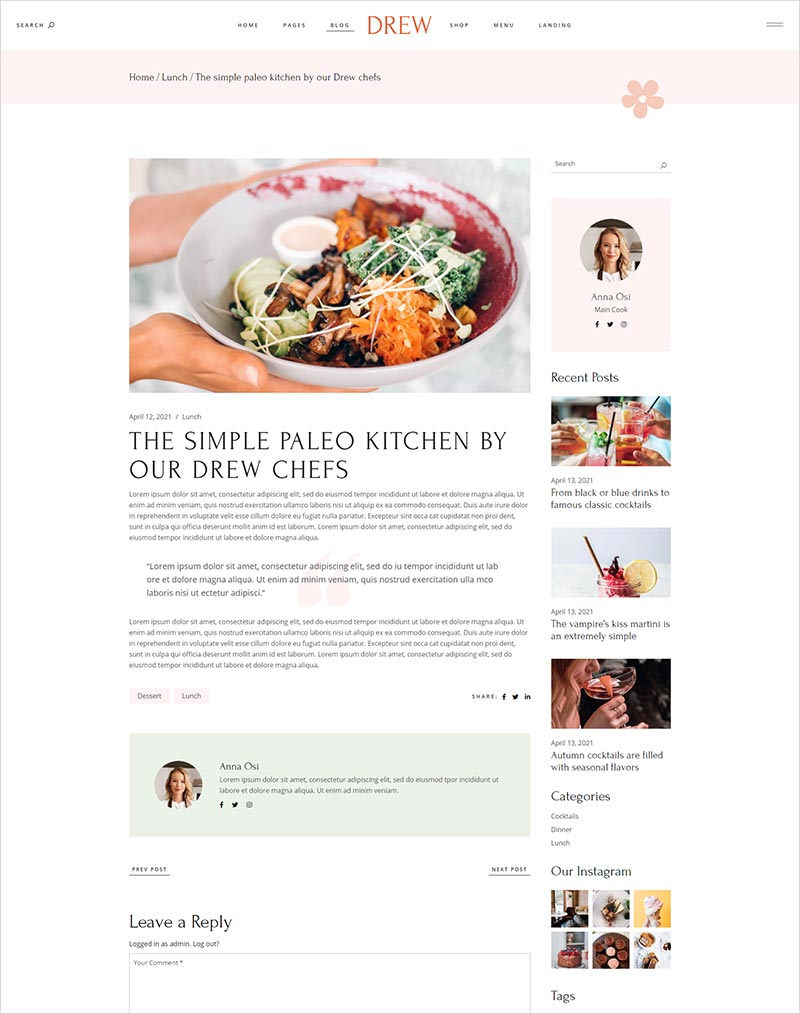 SEARCH
HOME PAGES BLOG DREW SHOP MENU LANDING
Home / Lunch / The simple paleo kitchen by our Drew chefs
April 12, 2021 / Lunch
THE SIMPLE PALEO KITCHEN BY
OUR DREW CHEFS
Lorem ipsum dolor sit amet, consectetur adipiscing elit, sed do eiusmod tempor incididunt ut labore et dolore magna aliqua. Ut
enim ad minim veniam, quis nostrud exercitation ullamco laboris nisi ut aliquip ex ea commodo consequat. Duis aute irure dolor
in reprehenderit in voluptate velit esse cillum dolore eu fugiat nulla pariatur. Excepteur sint occa cat cupidatat non proi dent,
sunt in culpa qui officia deserunt mollit anim id est laborum. Lorem ipsum dolor sit amet, consectetur adipiscing elit, sed do
eiusmod tempor incididunt ut labore et dolore magna aliqua.
“Lorem ipsum dolor sit amet, consectetur adipiscing elit, sed do iu tempor incididunt ut lab
ore et dolore magna aliqua. Ut enim ad minim veniam, quis nostrud exercitation ulla mco
laboris nisi ut ectetur adipisci.”
Lorem ipsum dolor sit amet, consectetur adipiscing elit, sed do eiusmod tempor incididunt ut labore et dolore magna aliqua. Ut
enim ad minim veniam, quis nostrud exercitation ullamco laboris nisi ut aliquip ex ea commodo consequat. Duis aute irure dolor
in reprehenderit in voluptate velit esse cillum dolore eu fugiat nulla pariatur. Excepteur sint occa cat cupidatat non proi dent,
sunt in culpa qui officia deserunt mollit anim id est laborum. Lorem ipsum dolor sit amet, consectetur adipiscing elit, sed do
eiusmod tempor incididunt ut labore et dolore magna aliqua.
Dessert Lunch
SHARE:
Anna Osi
Lorem ipsum dolor sit amet, consectetur adipiscing elit, sed do eiusmod tpor incididunt ut
labore et dolore magna aliqua. Ut enim ad minim veniam.
PREV POST NEXT POST
Leave a Reply
Logged in as admin. Log out?
Your Comment *
Search
Anna Osi
Main Cook
Recent Posts
April 13, 2021
From black or blue drinks to
famous classic cocktails
April 13, 2021
The vampire’s kiss martini is
an extremely simple
April 13, 2021
Autumn cocktails are filled
with seasonal flavors
Categories
Cocktails
Dinner
Lunch
Our Instagram
Tags